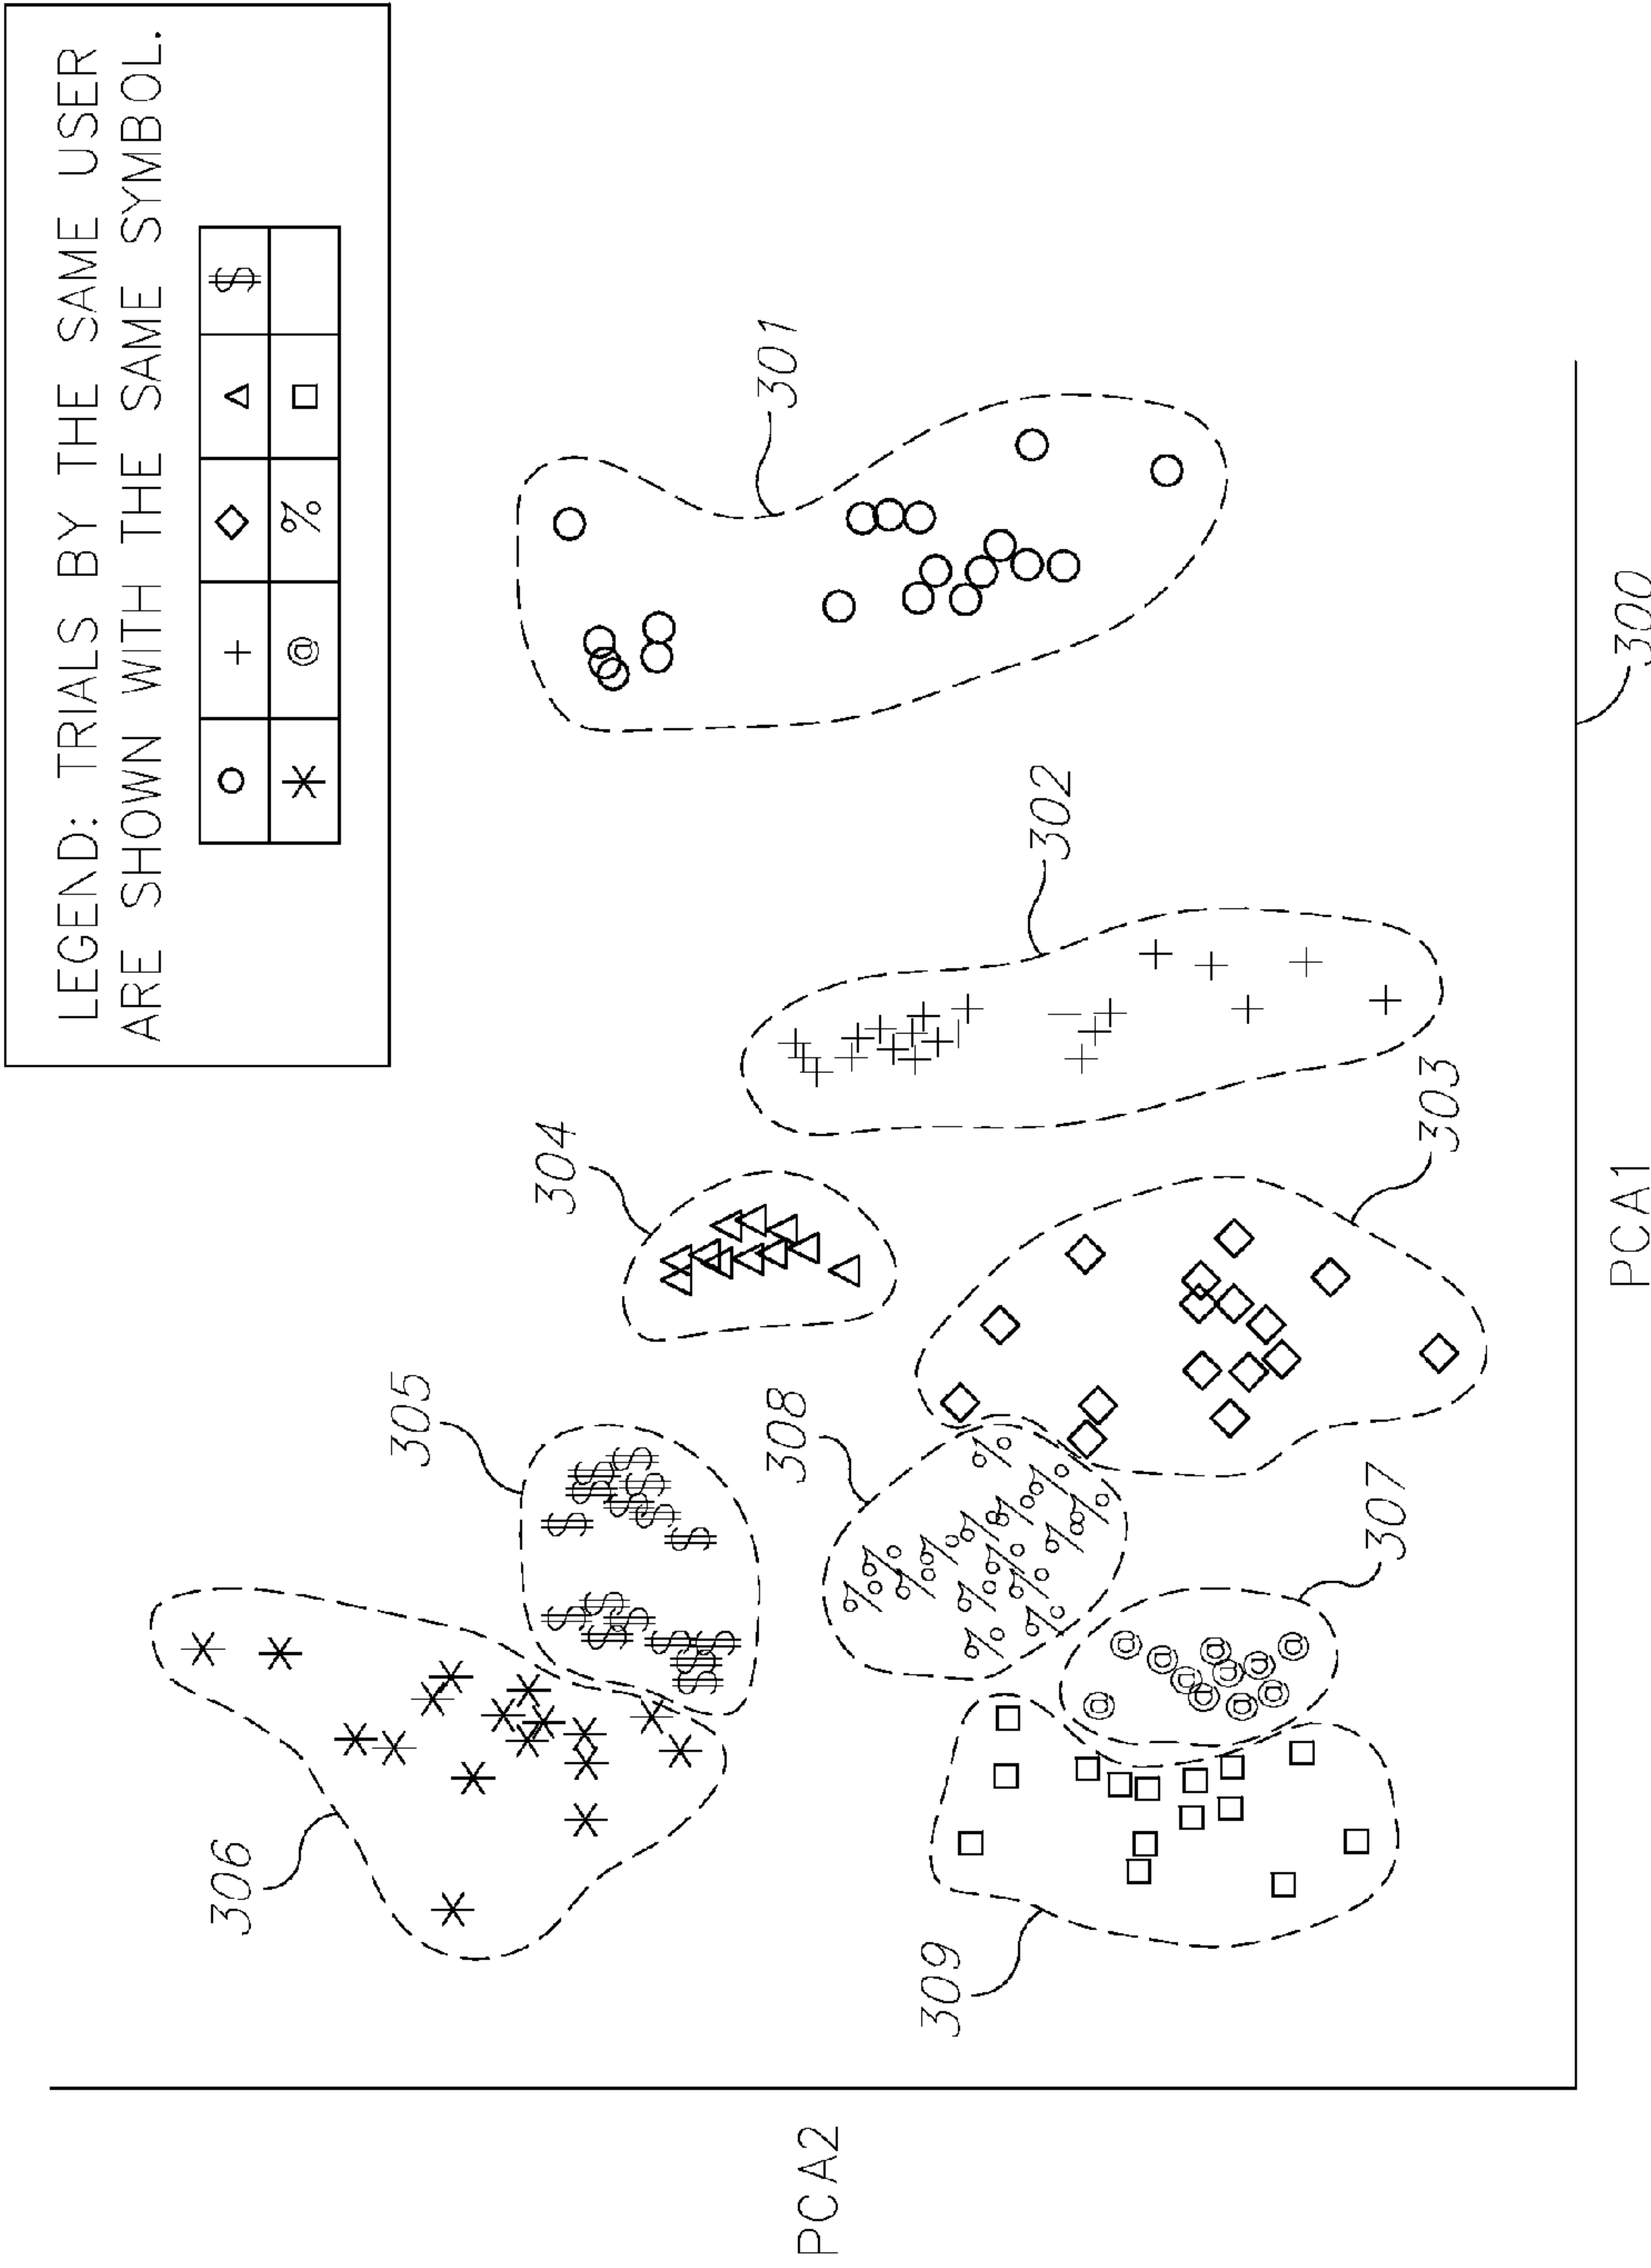 LEGEND: TRIALS BY THE SAME USER
ARE SHOWN WITH THE SAME SYMBOL.
○ + ◇ △ $
* @ % □
301
302
303
304
305
306
307
308
309
300
PCA2
PCA1